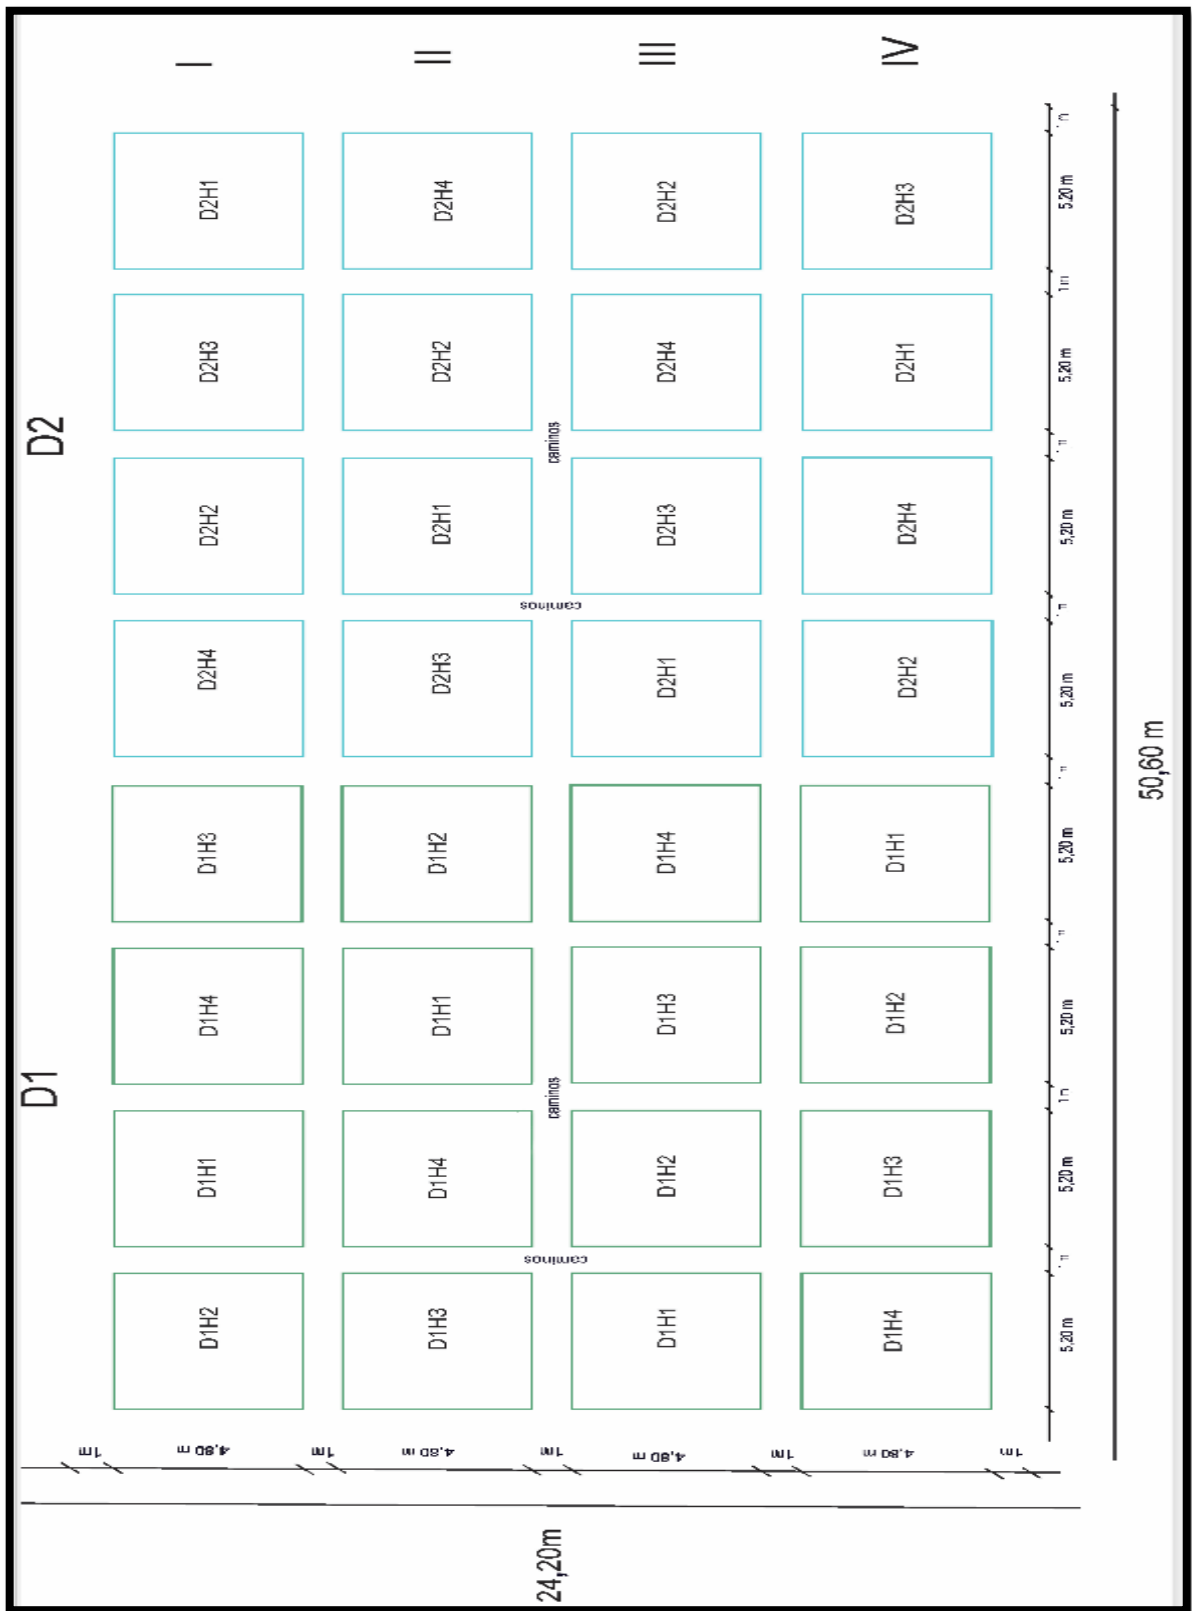 I II III IV
D2H1 D2H4 D2H2 D2H3 5,20 m
1 m
D2H3 D2H2 D2H4 D2H1 5,20 m
D2
caminos
D2H2 D2H1 D2H3 D2H4 5,20 m
caminos
D2H4 D2H3 D2H1 D2H2 5,20 m
50,60 m
D1H3 D1H2 D1H4 D1H1 5,20 m
D1H4 D1H1 D1H3 D1H2 5,20 m
D1
caminos
1 m
D1H1 D1H4 D1H2 D1H3 5,20 m
caminos
D1H2 D1H3 D1H1 D1H4 5,20 m
1m 4,80 m 1m 4,80 m 1m 4,80 m 1m 4,80 m 1m
24,20m